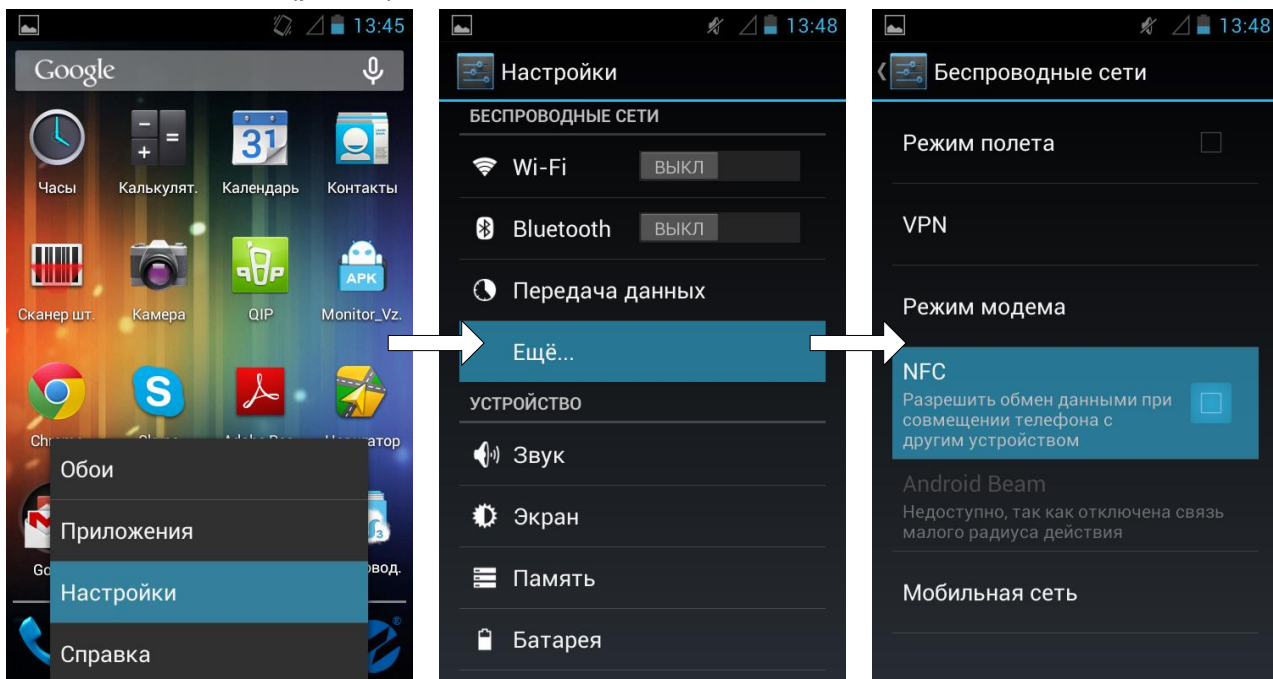 13:45
Google
31
Часы
Калькулят.
Календарь
Контакты
APK
Сканер шт.
Камера
QIP
Monitor_Vz.
Обои
Приложения
Настройки
Справка
13:48
Настройки
БЕСПРОВОДНЫЕ СЕТИ
Wi-Fi ВЫКЛ
Bluetooth ВЫКЛ
Передача данных
Ещё...
УСТРОЙСТВО
Звук
Экран
Память
Батарея
13:48
Беспроводные сети
Режим полета
VPN
Режим модема
NFC
Разрешить обмен данными при
совмещении телефона с
другим устройством
Android Beam
Недоступно, так как отключена связь
малого радиуса действия
Мобильная сеть